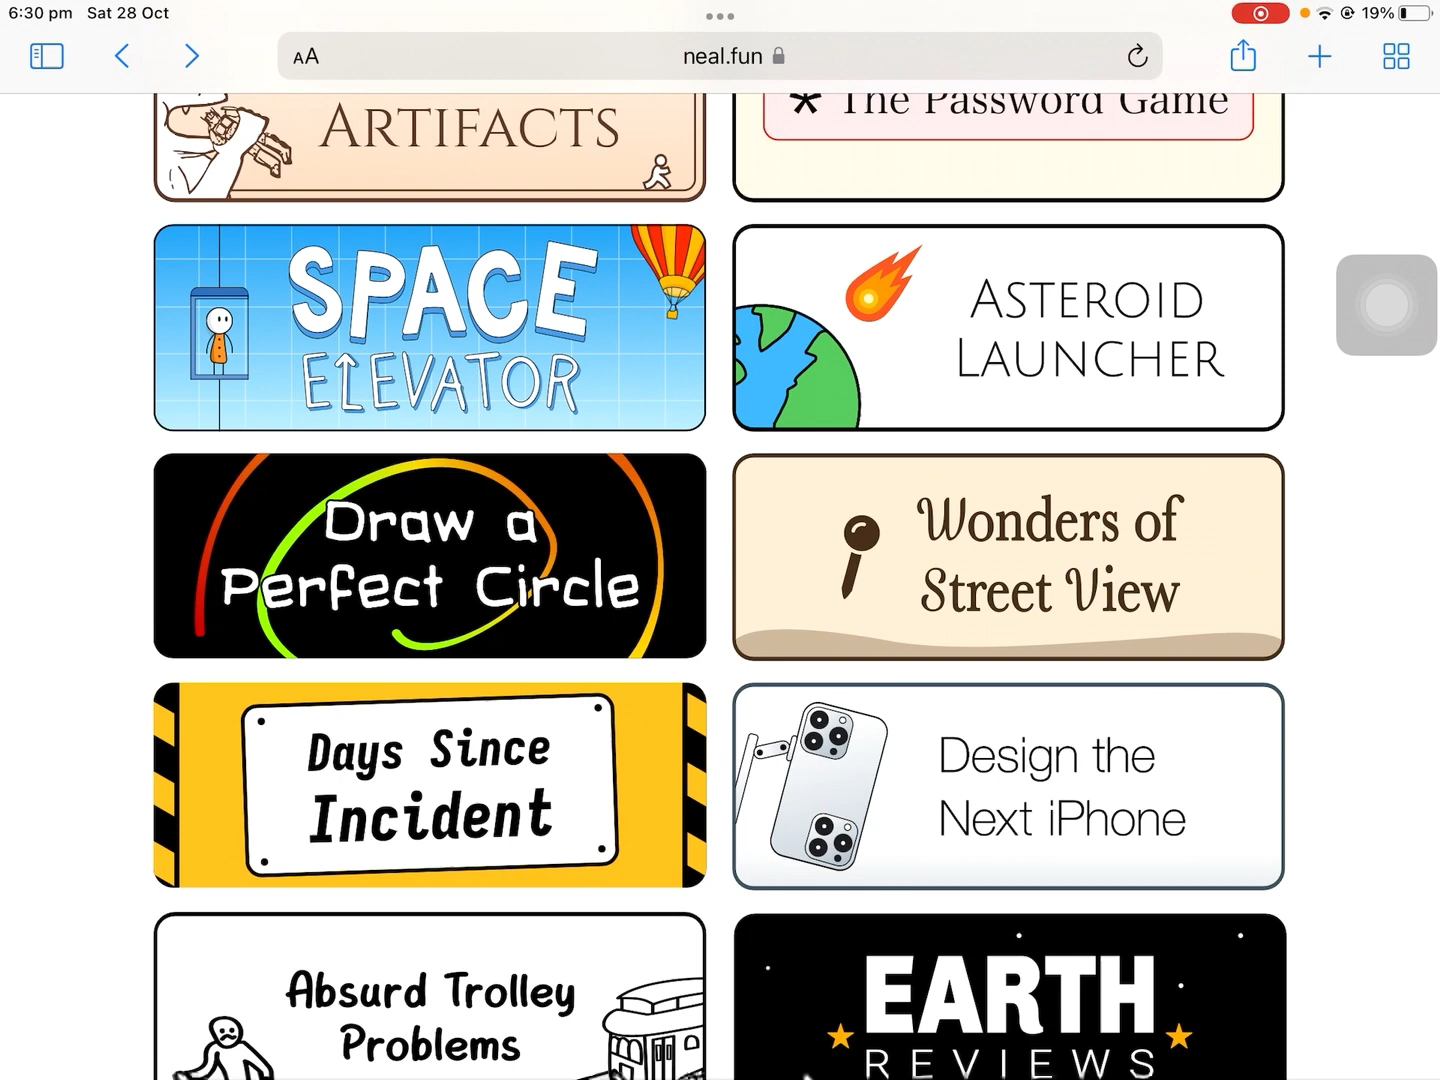 6:30 pm Sat 28 Oct
19%
AA
neal.fun
ARTIFACTS
* The Password Game
SPACE
ELEVATOR
ASTEROID
LAUNCHER
Draw a
Perfect Circle
Wonders of
Street View
Days Since
Incident
Design the
Next iPhone
Absurd Trolley
Problems
EARTH
REVIEWS